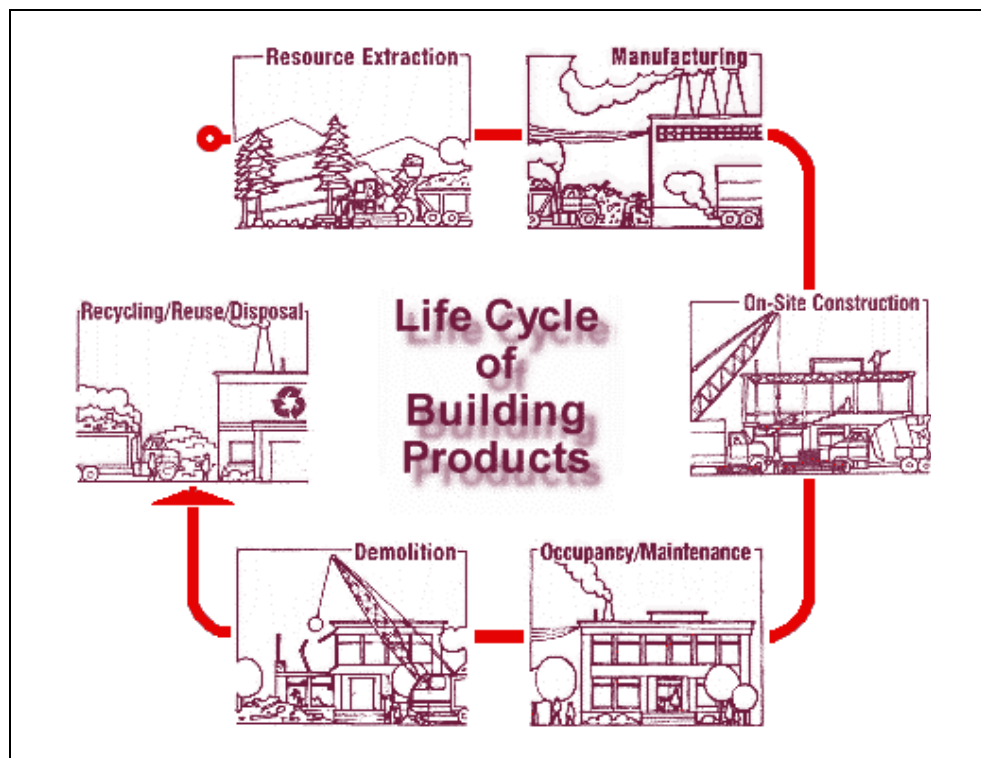 Resource Extraction
Manufacturing
Recycling/Reuse/Disposal
Life Cycle
of
Building
Products
On-Site Construction
Demolition
Occupancy/Maintenance